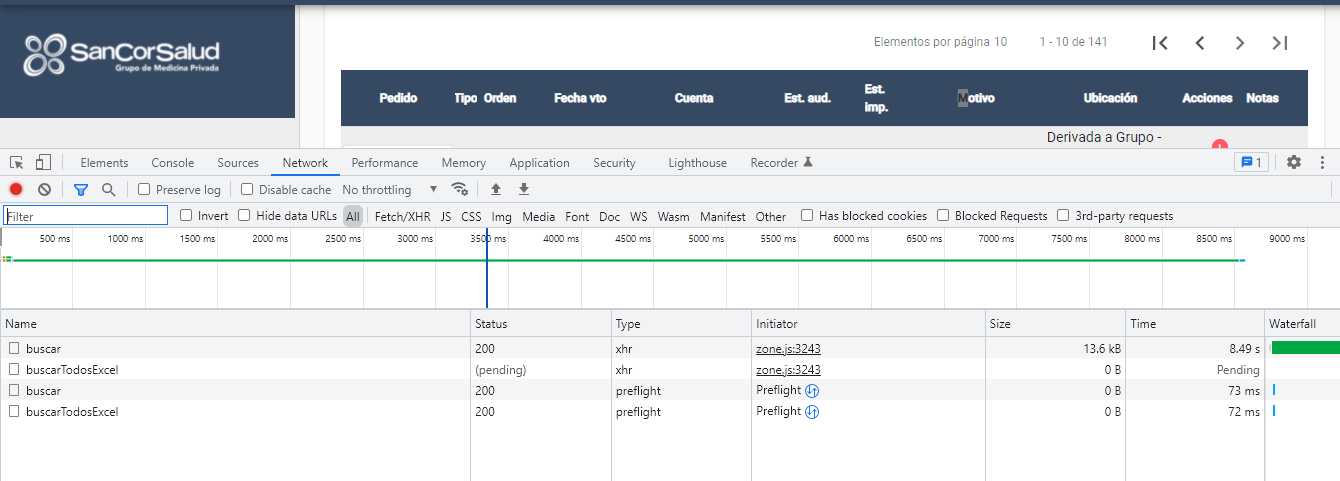 SanCorSalud
Grupo de Medicina Privada
Elementos por página 10 1 - 10 de 141
Pedido Tipo Orden Fecha vto Cuenta Est. aud. Est. imp. Motivo Ubicación Acciones Notas
Derivada a Grupo -
Elements Console Sources Network Performance Memory Application Security Lighthouse Recorder 1
Preserve log Disable cache No throttling
Filter Invert Hide data URLs All Fetch/XHR JS CSS Img Media Font Doc WS Wasm Manifest Other Has blocked cookies Blocked Requests 3rd-party requests
500 ms 1000 ms 1500 ms 2000 ms 2500 ms 3000 ms 3500 ms 4000 ms 4500 ms 5000 ms 5500 ms 6000 ms 6500 ms 7000 ms 7500 ms 8000 ms 8500 ms 9000 ms
Name Status Type Initiator Size Time Waterfall
buscar 200 xhr zone.js:3243 13.6 kB 8.49 s
buscarTodosExcel (pending) xhr zone.js:3243 0 B Pending
buscar 200 preflight Preflight 0 B 73 ms
buscarTodosExcel 200 preflight Preflight 0 B 72 ms